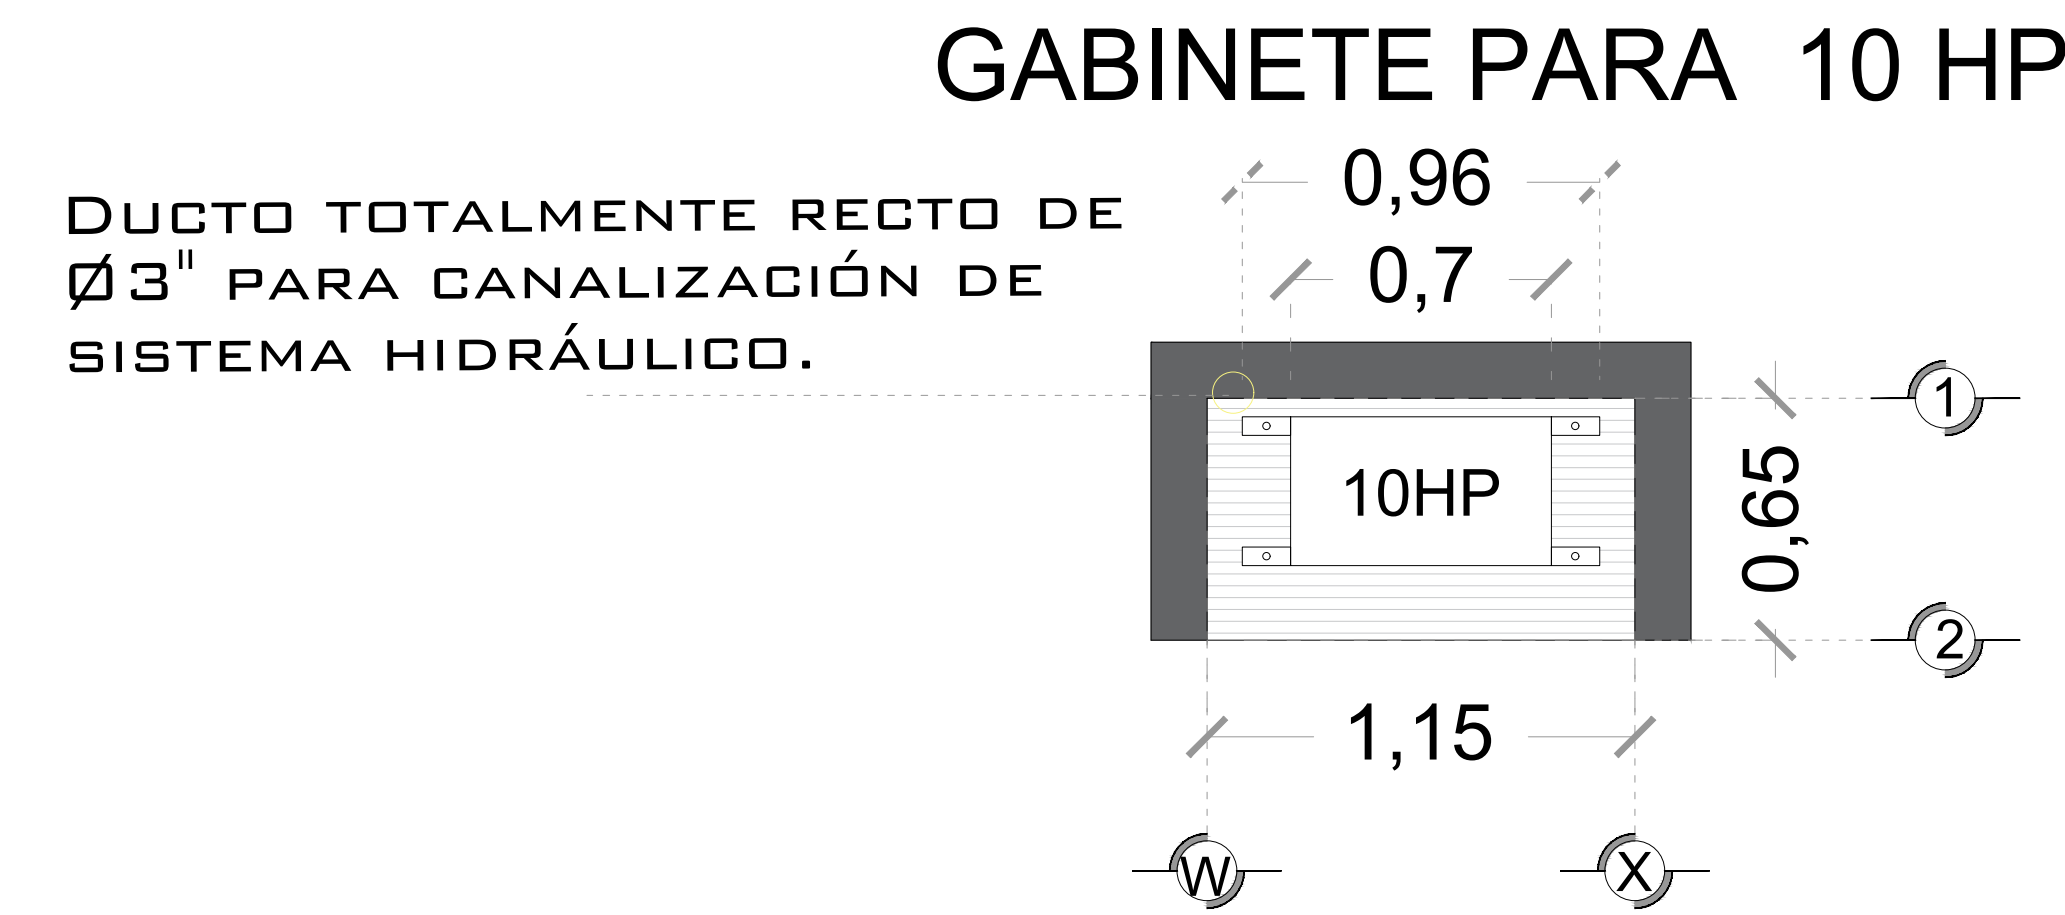 GABINETE PARA 10 HP
Ducto totalmente recto de
Ø3" para canalización de
sistema hidráulico.
0,96
0,7
10HP
0,65
1
2
1,15
W
X